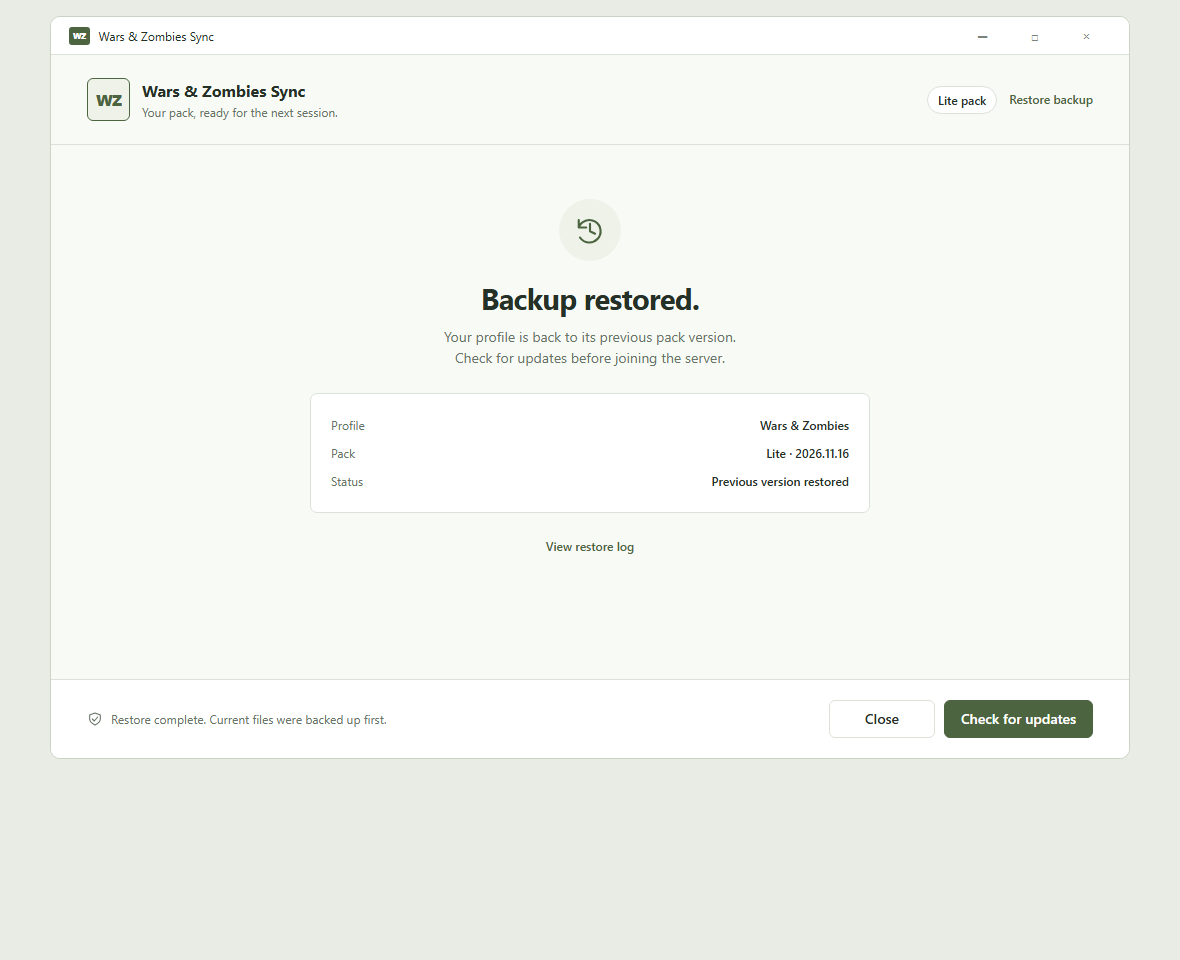 WZ Wars & Zombies Sync
WZ
Wars & Zombies Sync
Your pack, ready for the next session.
Lite pack
Restore backup
Backup restored.
Your profile is back to its previous pack version.
Check for updates before joining the server.
Profile Wars & Zombies
Pack Lite · 2026.11.16
Status Previous version restored
View restore log
Restore complete. Current files were backed up first.
Close
Check for updates